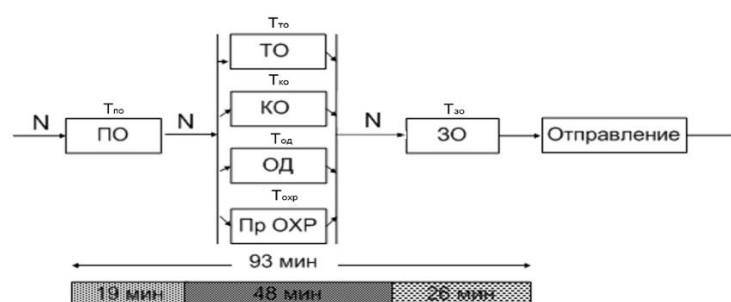 Tто
ТО
N
Tпо
ПО
N
Tко
КО
N
Tзо
ЗО
Отправление
Tод
ОД
Tохр
Пр ОХР
93 мин
19 мин
48 мин
26 мин